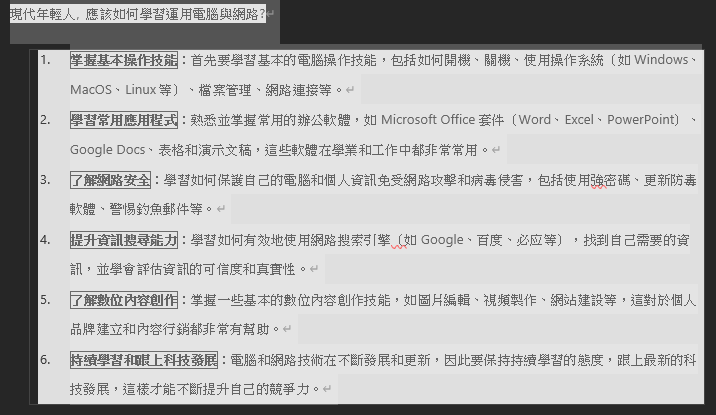 現代年輕人, 應該如何學習運用電腦與網路?
1. 掌握基本操作技能：首先要學習基本的電腦操作技能，包括如何開機、關機、使用操作系統（如 Windows、
MacOS、Linux 等）、檔案管理、網路連接等。
2. 學習常用應用程式：熟悉並掌握常用的辦公軟體，如 Microsoft Office 套件（Word、Excel、PowerPoint）、
Google Docs、表格和演示文稿，這些軟體在學業和工作中都非常常用。
3. 了解網路安全：學習如何保護自己的電腦和個人資訊免受網路攻擊和病毒侵害，包括使用強密碼、更新防毒
軟體、警惕釣魚郵件等。
4. 提升資訊搜尋能力：學習如何有效地使用網路搜索引擎（如 Google、百度、必应等），找到自己需要的資
訊，並學會評估資訊的可信度和真實性。
5. 了解數位內容創作：掌握一些基本的數位內容創作技能，如圖片編輯、視頻製作、網站建設等，這對於個人
品牌建立和內容行銷都非常有幫助。
6. 持續學習和跟上科技發展：電腦和網路技術在不斷發展和更新，因此要保持持續學習的態度，跟上最新的科
技發展，這樣才能不斷提升自己的競爭力。